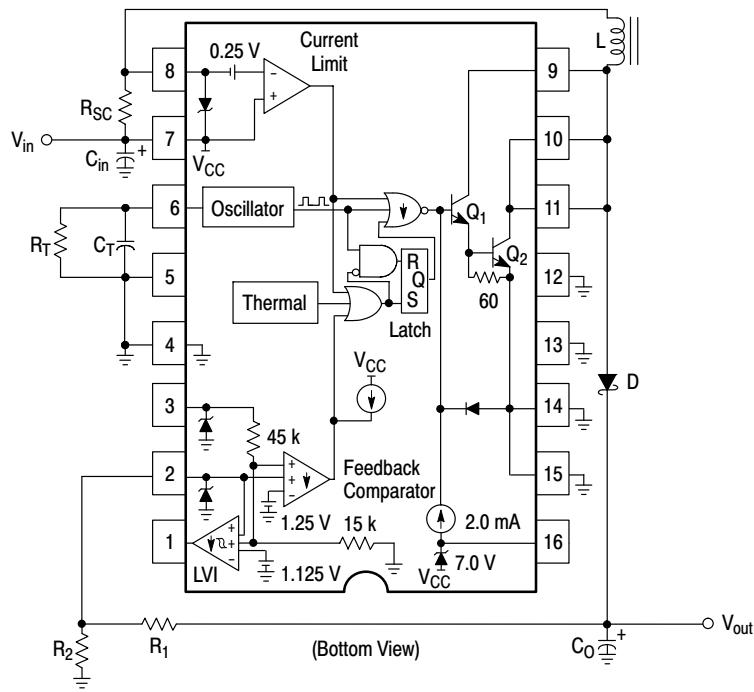 Current
Limit
L
0.25 V
8
−
+
9
R_SC
V_in
7
10
C_in
+
V_CC
6
Oscillator
Q_1
11
R_T
C_T
Q_2
R
Q
S
60
5
12
Thermal
Latch
4
V_CC
13
3
D
45 k
14
2
+
+
−
Feedback
Comparator
1.25 V
15 k
15
2.0 mA
1
+
+
−
LVI
1.125 V
7.0 V
16
V_CC
V_out
R_2
R_1
(Bottom View)
C_O
+